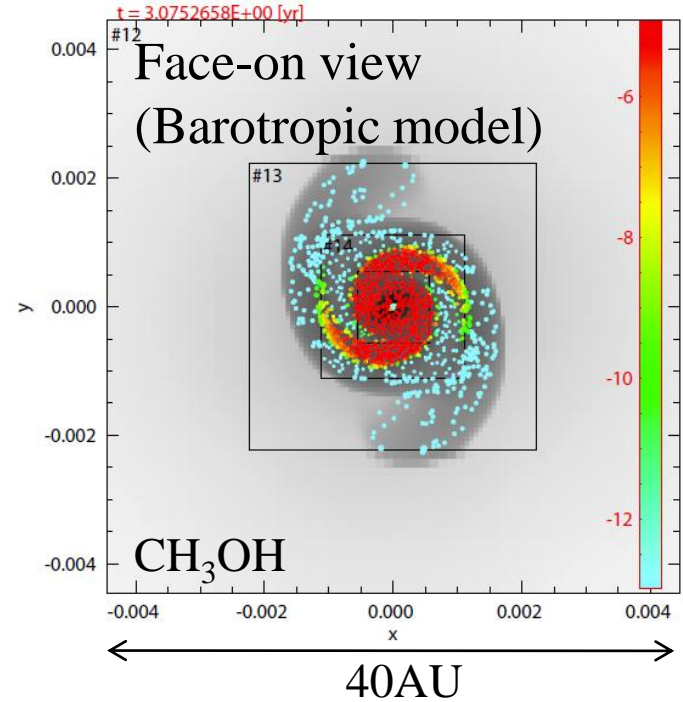 t = 3.0752658E+00 [yr]
#12
Face-on view
(Barotropic model)
#13
#14
CH₃OH
0.004
0.002
0.000
-0.002
-0.004
y
-0.004 -0.002 0.000 0.002 0.004
x
-6
-8
-10
-12
40AU